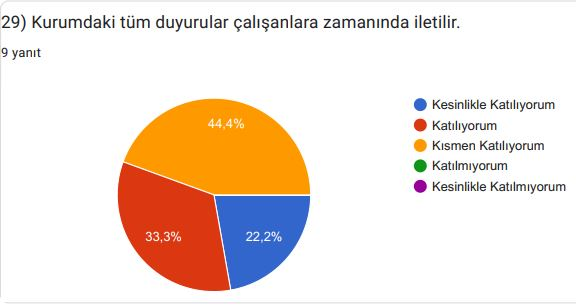 29) Kurumdaki tüm duyurular çalışanlara zamanında iletilir.
9 yanıt
44,4%
33,3%
22,2%
Kesinlikle Katılıyorum
Katılıyorum
Kısmen Katılıyorum
Katılmıyorum
Kesinlikle Katılmıyorum